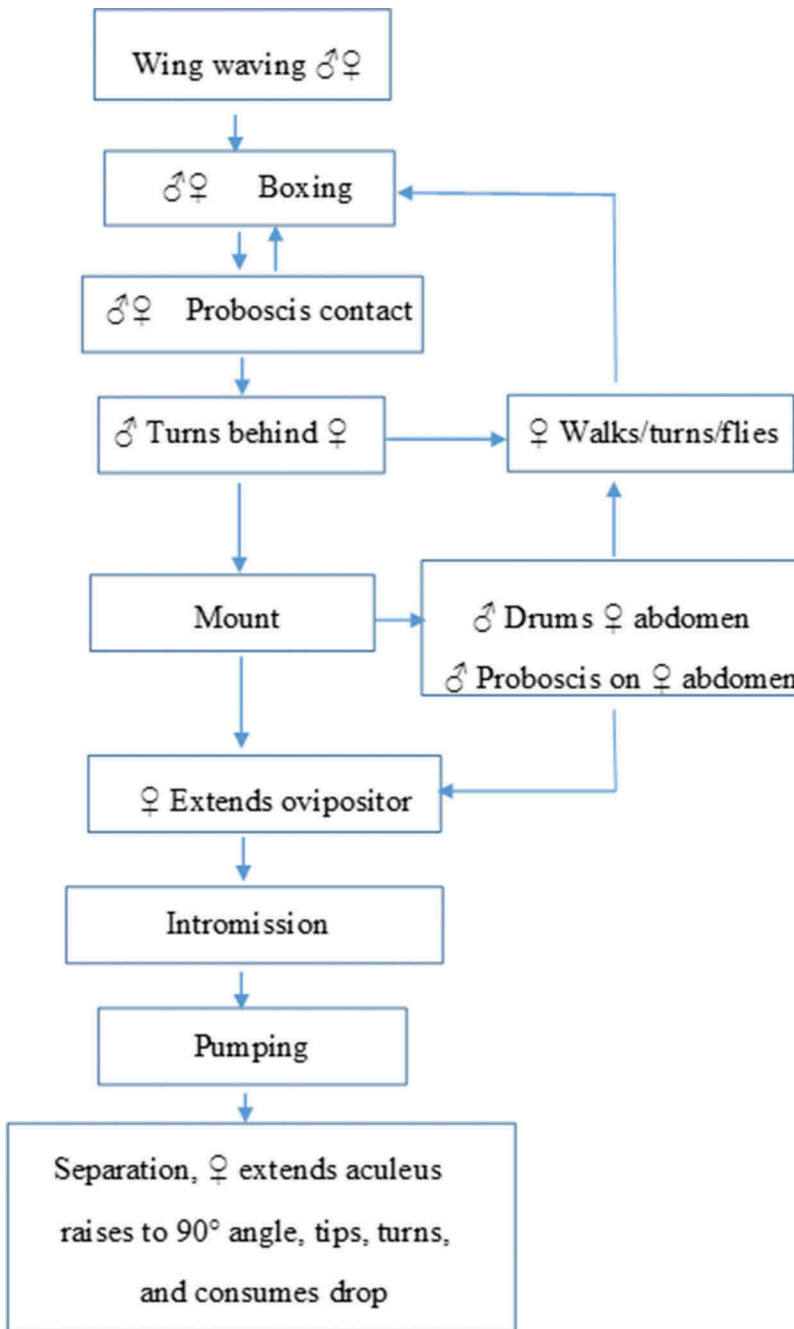 Wing waving ♂♀
♂♀ Boxing
♂♀ Proboscis contact
♂ Turns behind ♀
♀ Walks/turns/flies
Mount
♂ Drums ♀ abdomen
♂ Proboscis on ♀ abdomen
♀ Extends ovipositor
Intromission
Pumping
Separation, ♀ extends aculeus
raises to 90° angle, tips, turns,
and consumes drop